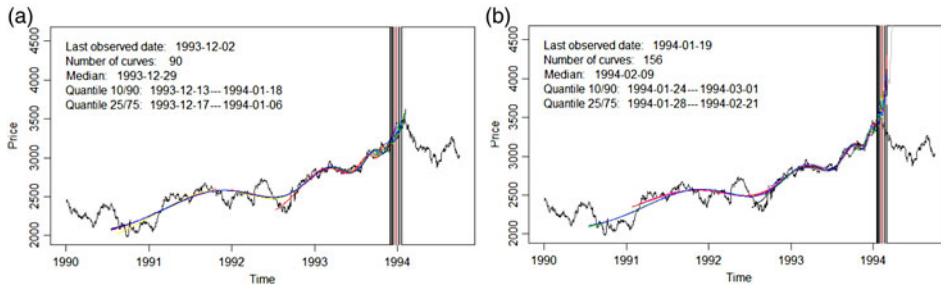 (a)
Last observed date: 1993-12-02
Number of curves: 90
Median: 1993-12-29
Quantile 10/90: 1993-12-13--- 1994-01-18
Quantile 25/75: 1993-12-17--- 1994-01-06
Price
4500
4000
3500
3000
2500
2000
1990 1991 1992 1993 1994
Time
(b)
Last observed date: 1994-01-19
Number of curves: 156
Median: 1994-02-09
Quantile 10/90: 1994-01-24--- 1994-03-01
Quantile 25/75: 1994-01-28--- 1994-02-21
Price
4500
4000
3500
3000
2500
2000
1990 1991 1992 1993 1994
Time